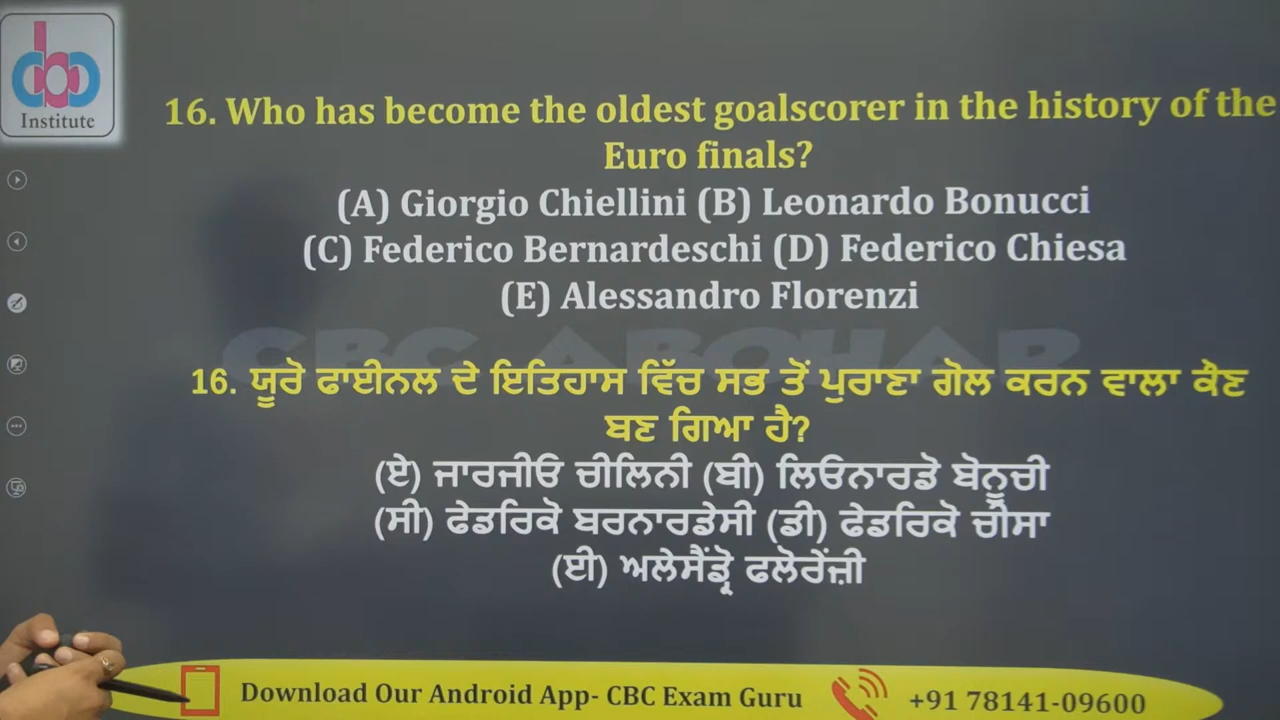 Institute
16. Who has become the oldest goalscorer in the history of the
Euro finals?
(A) Giorgio Chiellini (B) Leonardo Bonucci
(C) Federico Bernardeschi (D) Federico Chiesa
(E) Alessandro Florenzi
CBC ABOHAR
16. ਯੂਰੋ ਫਾਈਨਲ ਦੇ ਇਤਿਹਾਸ ਵਿੱਚ ਸਭ ਤੋਂ ਪੁਰਾਣਾ ਗੋਲ ਕਰਨ ਵਾਲਾ ਕੌਣ
ਬਣ ਗਿਆ ਹੈ?
(ਏ) ਜਾਰਜੀਓ ਚੀਲਿਨੀ (ਬੀ) ਲਿਓਨਾਰਡੋ ਬੋਨੂਚੀ
(ਸੀ) ਫੇਡਰਿਕੋ ਬਰਨਾਰਡੇਸੀ (ਡੀ) ਫੇਡਰਿਕੋ ਚੀਸਾ
(ਈ) ਅਲੇਸੈਂਡ੍ਰੋ ਫਲੋਰੇਂਜ਼ੀ
Download Our Android App- CBC Exam Guru
+91 78141-09600